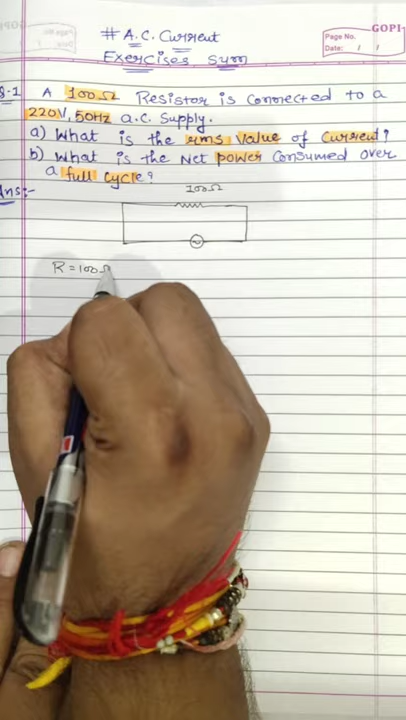 # A.C. Current
Exercises sum
GOPI
Page No.
Date: / /
Q-1 A 100Ω Resistor is connected to a
220V, 50Hz a.c. Supply.
a) What is the rms value of Current?
b) What is the Net power Consumed over
a full cycle?
Ans:-
100Ω
R = 100Ω